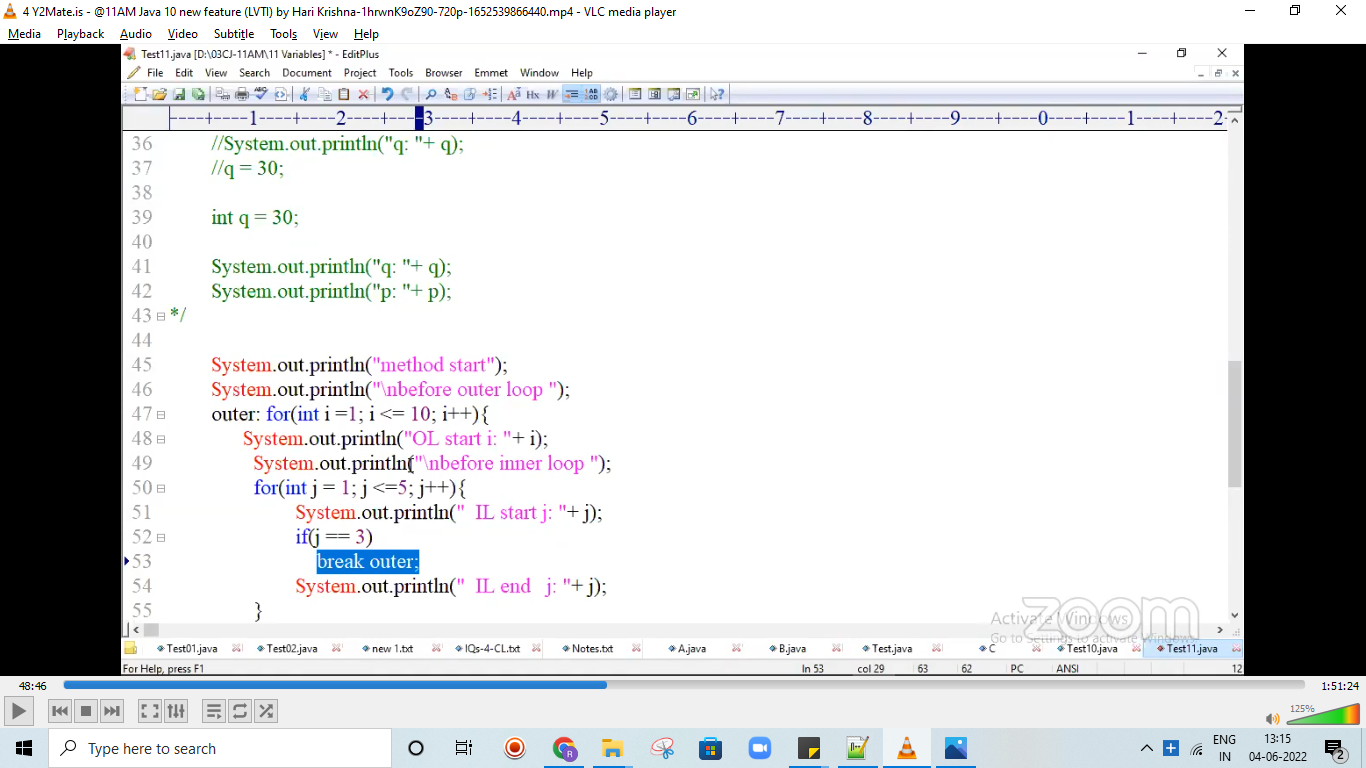 4 Y2Mate.is - @11AM Java 10 new feature (LVTI) by Hari Krishna-1hrwnK9oZ90-720p-1652539866440.mp4 - VLC media player
Media Playback Audio Video Subtitle Tools View Help
Test11.java [D:\03CJ-11AM\11 Variables] * - EditPlus
File Edit View Search Document Project Tools Browser Emmet Window Help
----+----1----+----2----+----3----+----4----+----5----+----6----+----7----+----8----+----9----+----0----+----1----+----2-
36 //System.out.println("q: "+ q);
37 //q = 30;
38
39 int q = 30;
40
41 System.out.println("q: "+ q);
42 System.out.println("p: "+ p);
43 */
44
45 System.out.println("method start");
46 System.out.println("\nbefore outer loop ");
47 outer: for(int i =1; i <= 10; i++){
48 System.out.println("OL start i: "+ i);
49 System.out.println("\nbefore inner loop ");
50 for(int j = 1; j <=5; j++){
51 System.out.println("  IL start j: "+ j);
52 if(j == 3)
53 break outer;
54 System.out.println("  IL end   j: "+ j);
55 }
zoom
Activate Windows
Go to Settings to activate Windows.
Test01.java Test02.java new 1.txt IQs-4-CL.txt Notes.txt A.java B.java Test.java C Test10.java Test11.java
For Help, press F1 ln 53 col 29 63 62 PC ANSI 12
48:46 1:51:24
125%
Type here to search
ENG
IN
13:15
04-06-2022
2